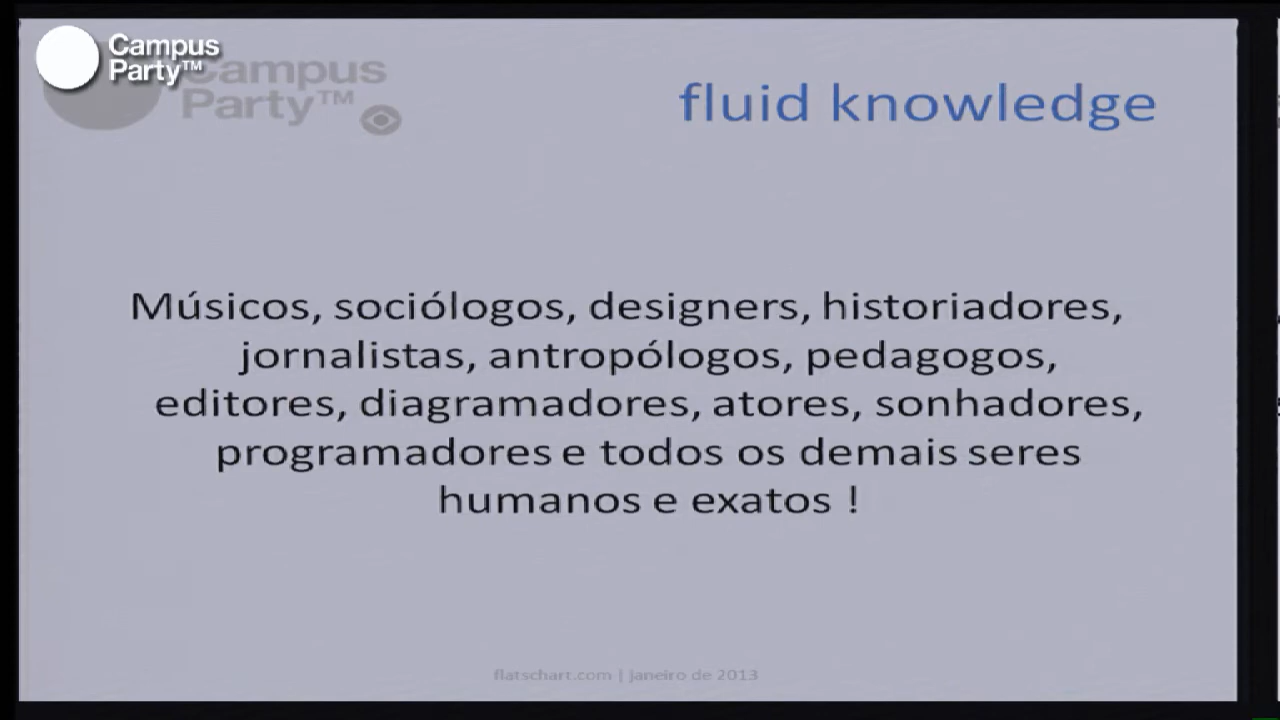 Campus
Party™
Campus
Party™
fluid knowledge
Músicos, sociólogos, designers, historiadores,
jornalistas, antropólogos, pedagogos,
editores, diagramadores, atores, sonhadores,
programadores e todos os demais seres
humanos e exatos !
flatschart.com | janeiro de 2013